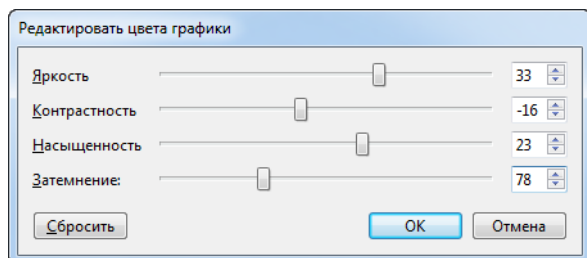 Редактировать цвета графики
Яркость 33
Контрастность -16
Насыщенность 23
Затемнение: 78
Сбросить OK Отмена